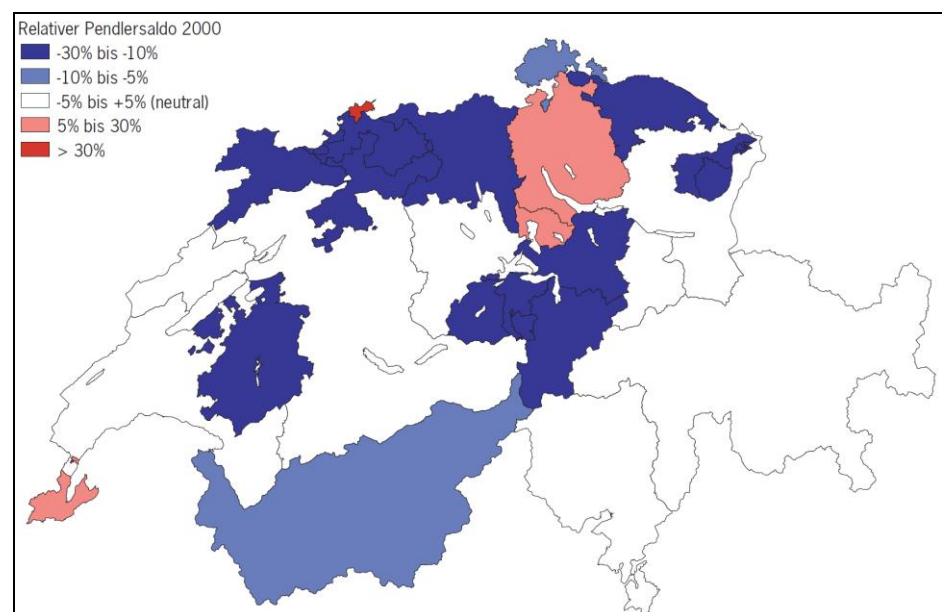 Relativer Pendlersaldo 2000
-30% bis -10%
-10% bis -5%
-5% bis +5% (neutral)
5% bis 30%
> 30%